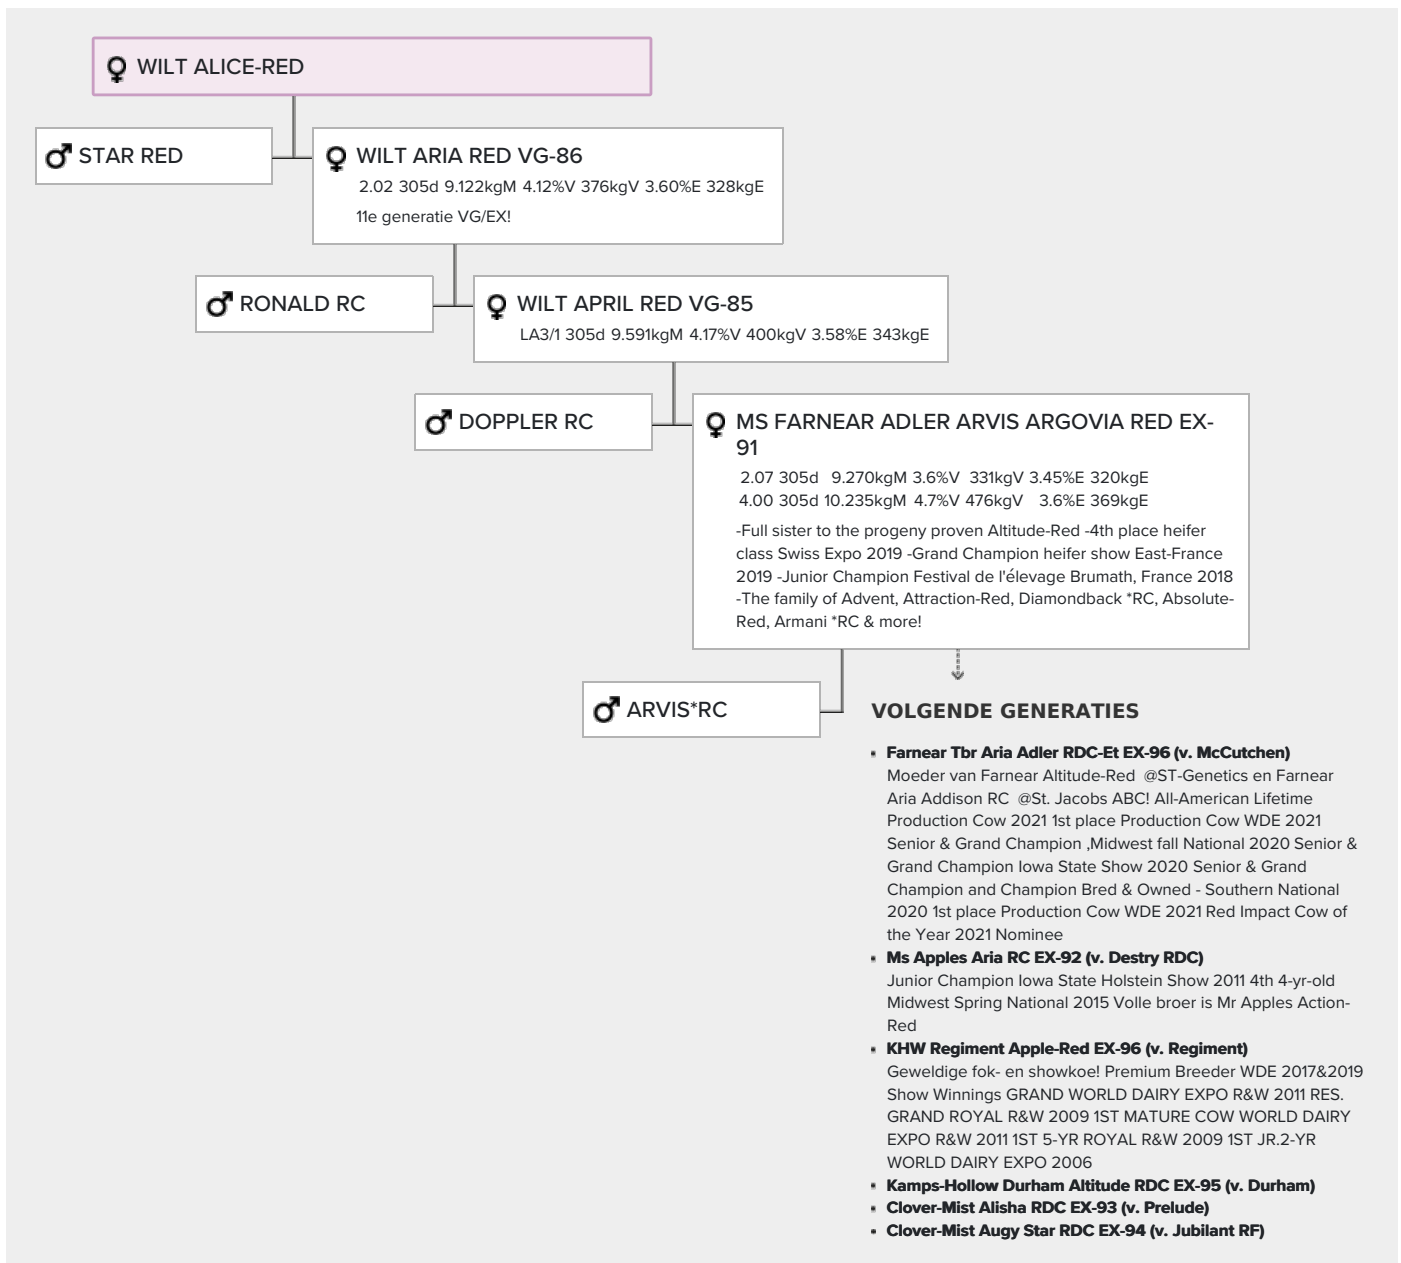 WILT ALICE-RED
STAR RED
WILT ARIA RED VG-86
2.02 305d 9.122kgM 4.12%V 376kgV 3.60%E 328kgE
11e generatie VG/EX!
RONALD RC
WILT APRIL RED VG-85
LA3/1 305d 9.591kgM 4.17%V 400kgV 3.58%E 343kgE
DOPPLER RC
MS FARNEAR ADLER ARVIS ARGOVIA RED EX-
91
2.07 305d 9.270kgM 3.6%V 331kgV 3.45%E 320kgE
4.00 305d 10.235kgM 4.7%V 476kgV 3.6%E 369kgE
-Full sister to the progeny proven Altitude-Red -4th place heifer
class Swiss Expo 2019 -Grand Champion heifer show East-France
2019 -Junior Champion Festival de l'élevage Brumath, France 2018
-The family of Advent, Attraction-Red, Diamondback *RC, Absolute-
Red, Armani *RC & more!
ARVIS*RC
VOLGENDE GENERATIES
Farnear Tbr Aria Adler RDC-Et EX-96 (v. McCutchen)
Moeder van Farnear Altitude-Red @ST-Genetics en Farnear
Aria Addison RC @St. Jacobs ABC! All-American Lifetime
Production Cow 2021 1st place Production Cow WDE 2021
Senior & Grand Champion ,Midwest fall National 2020 Senior &
Grand Champion Iowa State Show 2020 Senior & Grand
Champion and Champion Bred & Owned - Southern National
2020 1st place Production Cow WDE 2021 Red Impact Cow of
the Year 2021 Nominee
Ms Apples Aria RC EX-92 (v. Destry RDC)
Junior Champion Iowa State Holstein Show 2011 4th 4-yr-old
Midwest Spring National 2015 Volle broer is Mr Apples Action-
Red
KHW Regiment Apple-Red EX-96 (v. Regiment)
Geweldige fok- en showkoe! Premium Breeder WDE 2017&2019
Show Winnings GRAND WORLD DAIRY EXPO R&W 2011 RES.
GRAND ROYAL R&W 2009 1ST MATURE COW WORLD DAIRY
EXPO R&W 2011 1ST 5-YR ROYAL R&W 2009 1ST JR.2-YR
WORLD DAIRY EXPO 2006
Kamps-Hollow Durham Altitude RDC EX-95 (v. Durham)
Clover-Mist Alisha RDC EX-93 (v. Prelude)
Clover-Mist Augy Star RDC EX-94 (v. Jubilant RF)